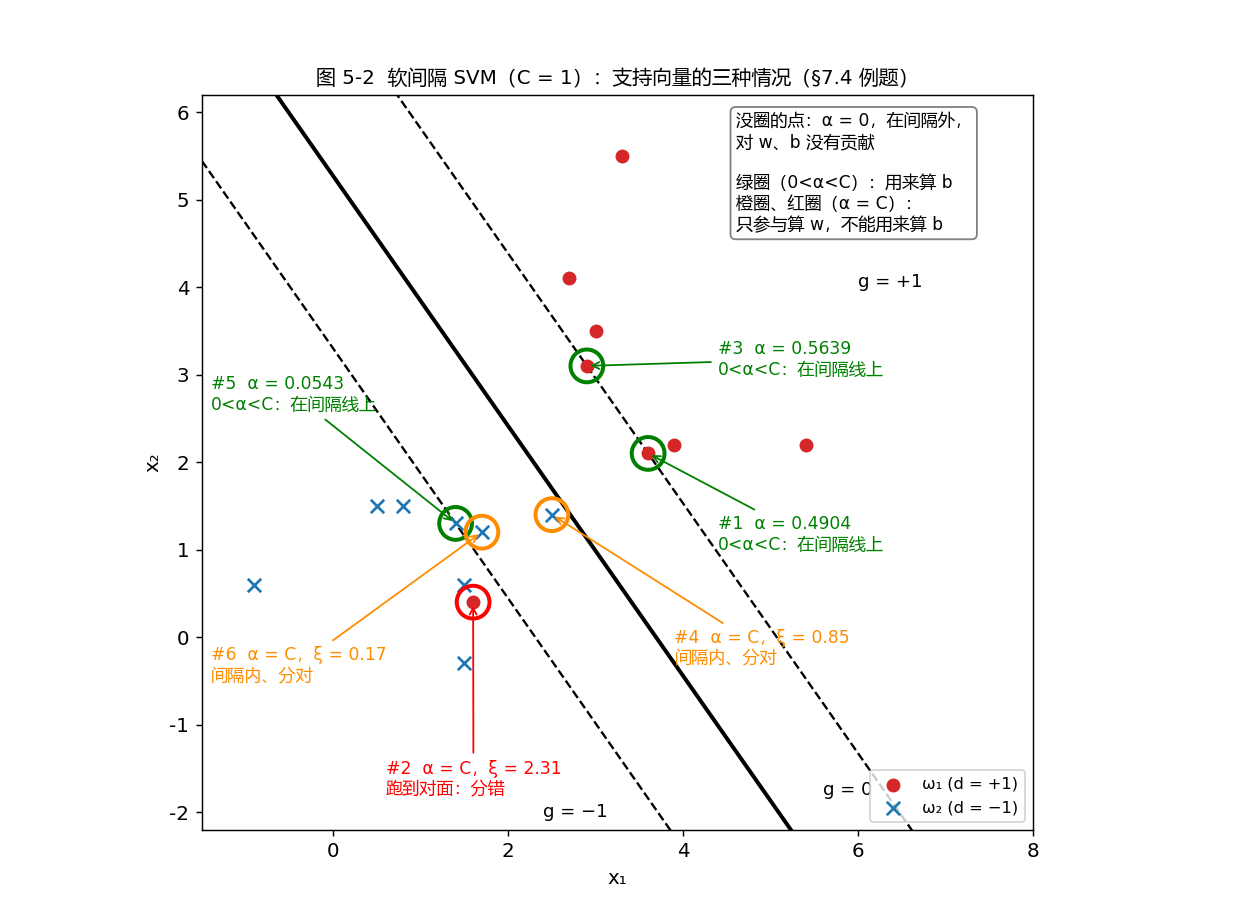 图 5-2  软间隔 SVM（C = 1）：支持向量的三种情况（§7.4 例题）
没圈的点：α = 0，在间隔外，
对 w、b 没有贡献
绿圈（0<α<C）：用来算 b
橙圈、红圈（α = C）：
只参与算 w，不能用来算 b
g = +1
#3  α = 0.5639
0<α<C：在间隔线上
#5  α = 0.0543
0<α<C：在间隔线上
#1  α = 0.4904
0<α<C：在间隔线上
#4  α = C，ξ = 0.85
间隔内、分对
#6  α = C，ξ = 0.17
间隔内、分对
#2  α = C，ξ = 2.31
跑到对面：分错
g = 0
g = −1
ω₁ (d = +1)
ω₂ (d = −1)
6
5
4
3
2
1
0
-1
-2
x₂
0
2
4
6
8
x₁